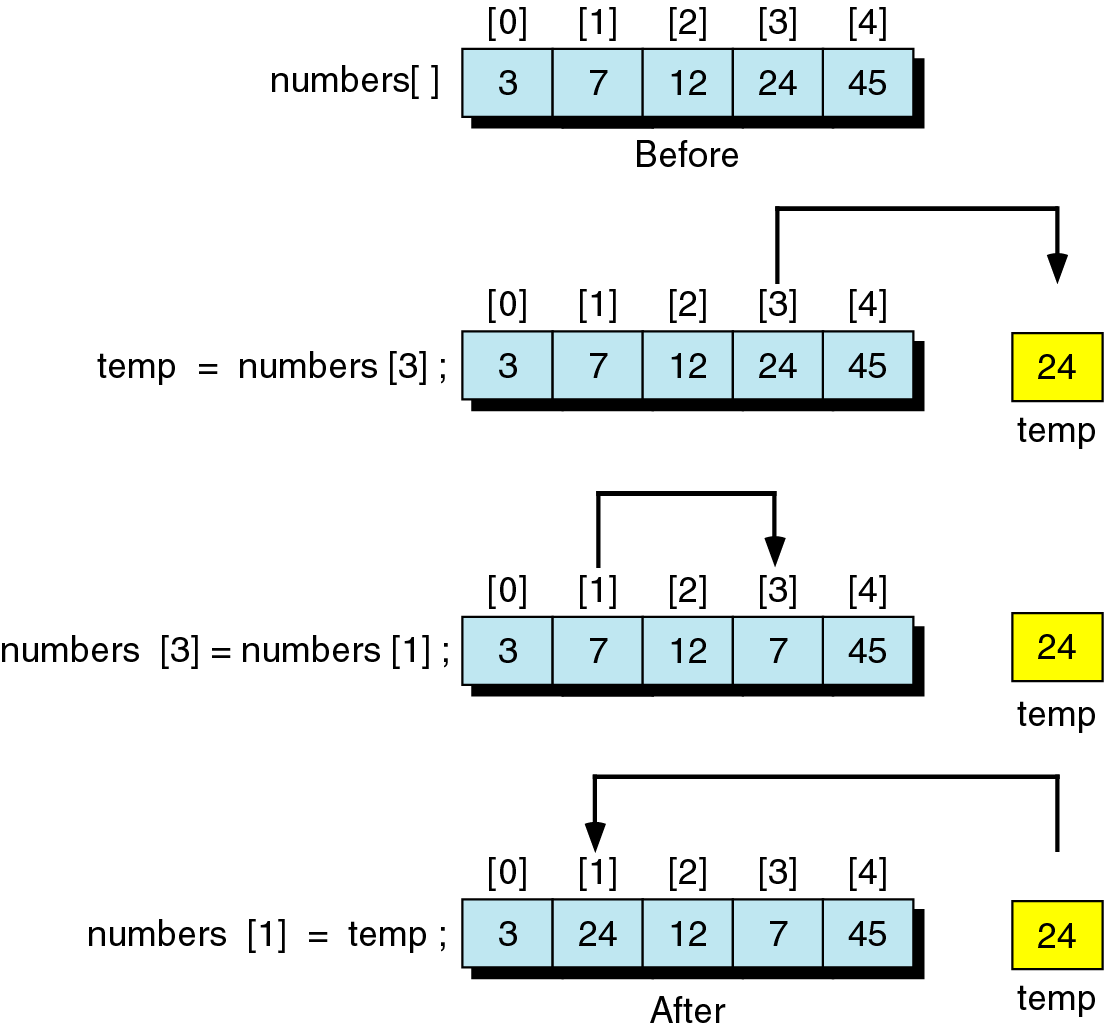 [0] [1] [2] [3] [4]
numbers[ ] 3 7 12 24 45
Before
[0] [1] [2] [3] [4]
temp = numbers [3] ; 3 7 12 24 45 24
temp
[0] [1] [2] [3] [4]
numbers [3] = numbers [1] ; 3 7 12 7 45 24
temp
[0] [1] [2] [3] [4]
numbers [1] = temp ; 3 24 12 7 45 24
temp
After